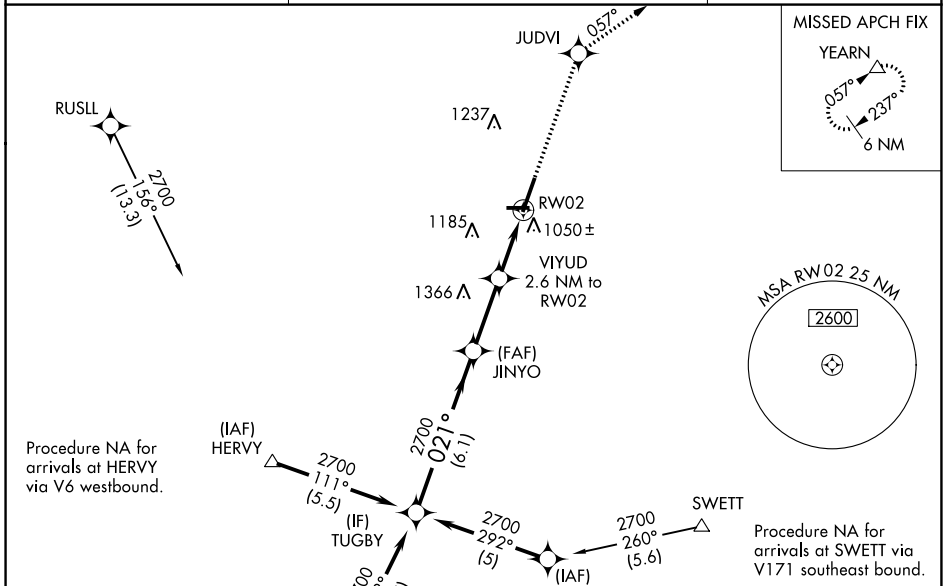 MISSED APCH FIX
YEARN
057°
237°
6 NM
057°
JUDVI
RUSLL
2700
156°
(13.3)
1237
RW02
1185
1050 ±
VIYUD
2.6 NM to
RW02
1366
(FAF)
JINYO
MSA RW02 25 NM
2600
2700
021°
(6.1)
Procedure NA for
arrivals at HERVY
via V6 westbound.
(IAF)
HERVY
2700
111°
(5.5)
(IF)
TUGBY
2700
292°
(5)
SWETT
2700
260°
(5.6)
(IAF)
Procedure NA for
arrivals at SWETT via
V171 southeast bound.